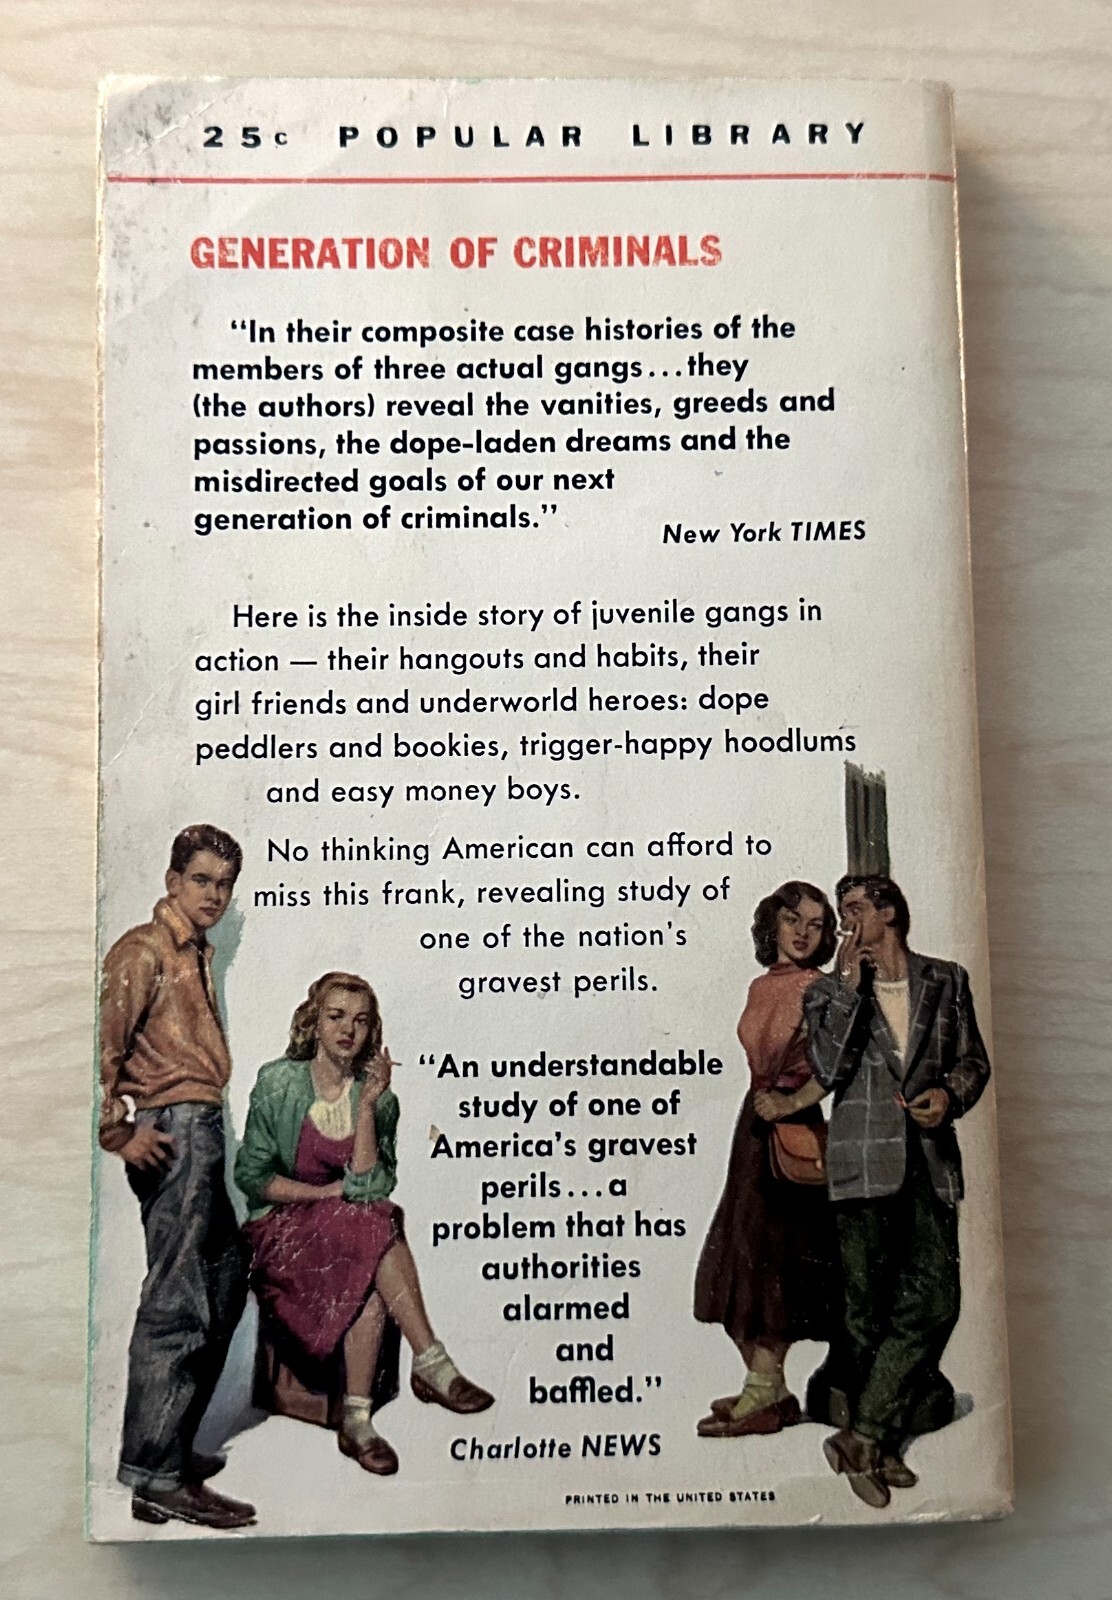 25c POPULAR LIBRARY
GENERATION OF CRIMINALS
“In their composite case histories of the
members of three actual gangs...they
(the authors) reveal the vanities, greeds and
passions, the dope-laden dreams and the
misdirected goals of our next
generation of criminals.”
New York TIMES
Here is the inside story of juvenile gangs in
action — their hangouts and habits, their
girl friends and underworld heroes: dope
peddlers and bookies, trigger-happy hoodlums
and easy money boys.
No thinking American can afford to
miss this frank, revealing study of
one of the nation's
gravest perils.
“An understandable
study of one of
America's gravest
perils...a
problem that has
authorities
alarmed
and
baffled.”
Charlotte NEWS
PRINTED IN THE UNITED STATES